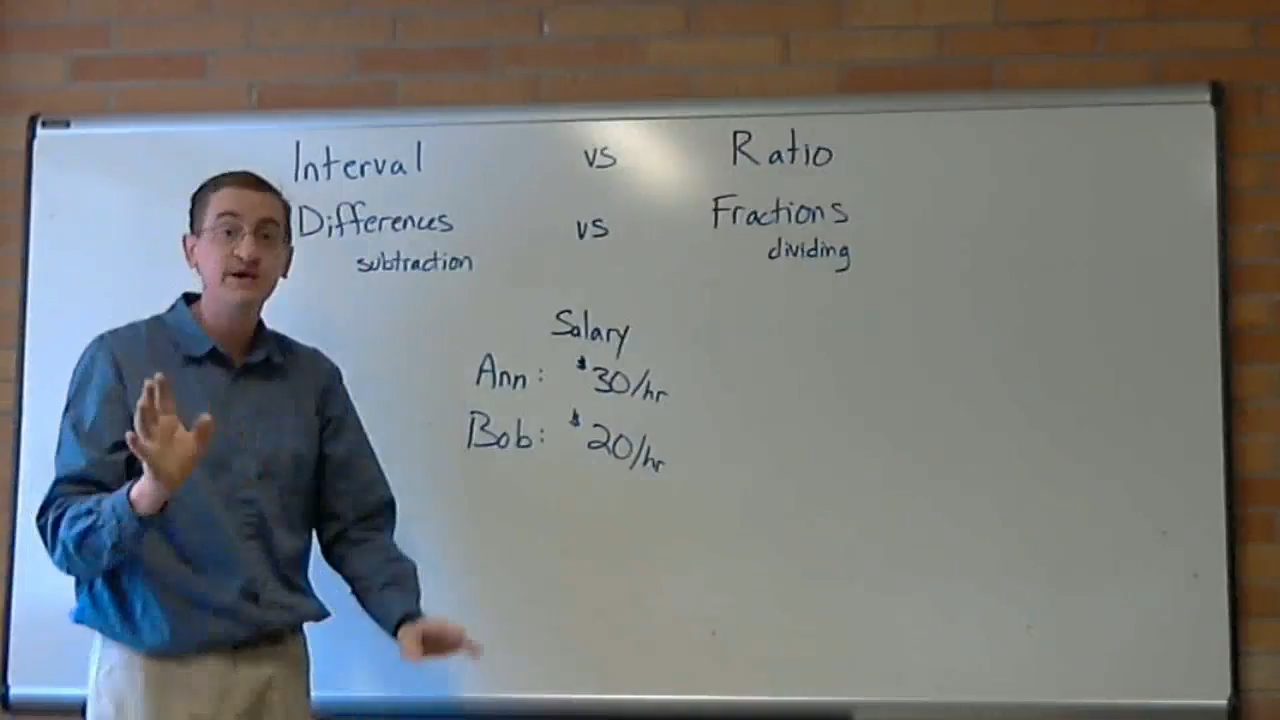 Interval vs Ratio
Differences vs Fractions
subtraction dividing
Salary
Ann: $30/hr
Bob: $20/hr